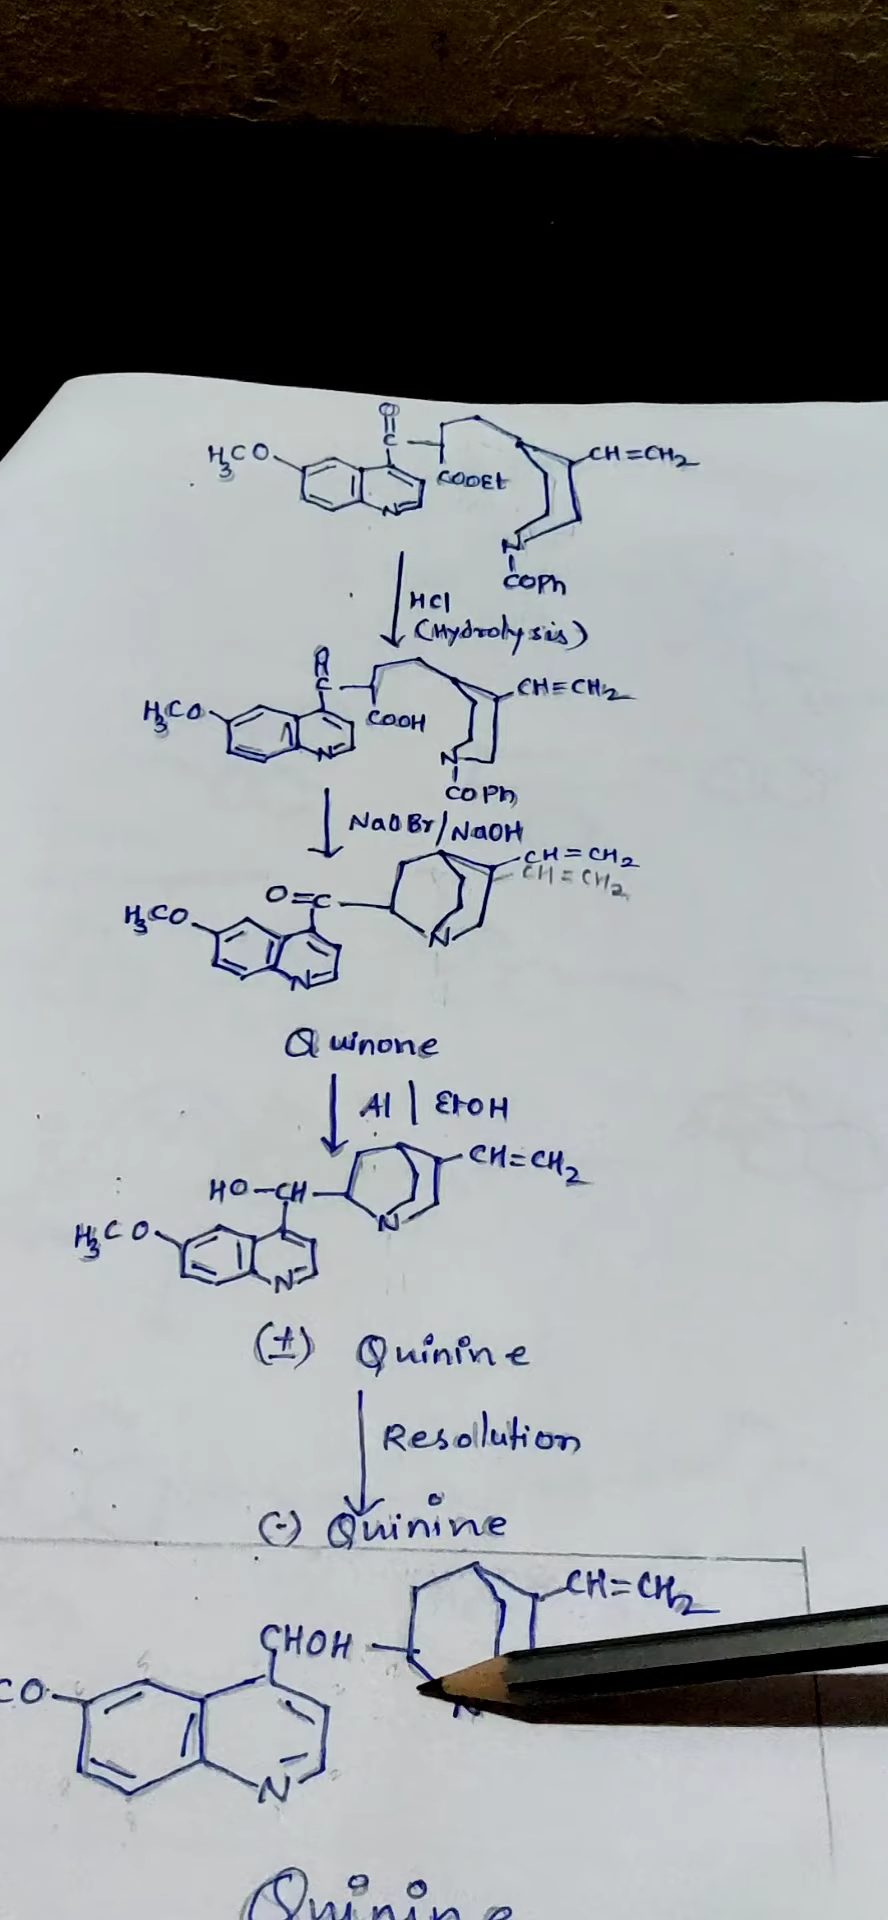 O
C
H3CO
CH=CH2
COOEt
N
N
COPh
HCl
(Hydrolysis)
C
CH=CH2
H3CO
COOH
N
N
COPh
NaOBr/NaOH
CH=CH2
CH=CH2
O=C
H3CO
N
N
Quinone
Al | EtOH
CH=CH2
HO-CH
N
H3CO
N
(±) Quinine
Resolution
(-) Quinine
CH=CH2
CHOH
CO
N
N
Quinine